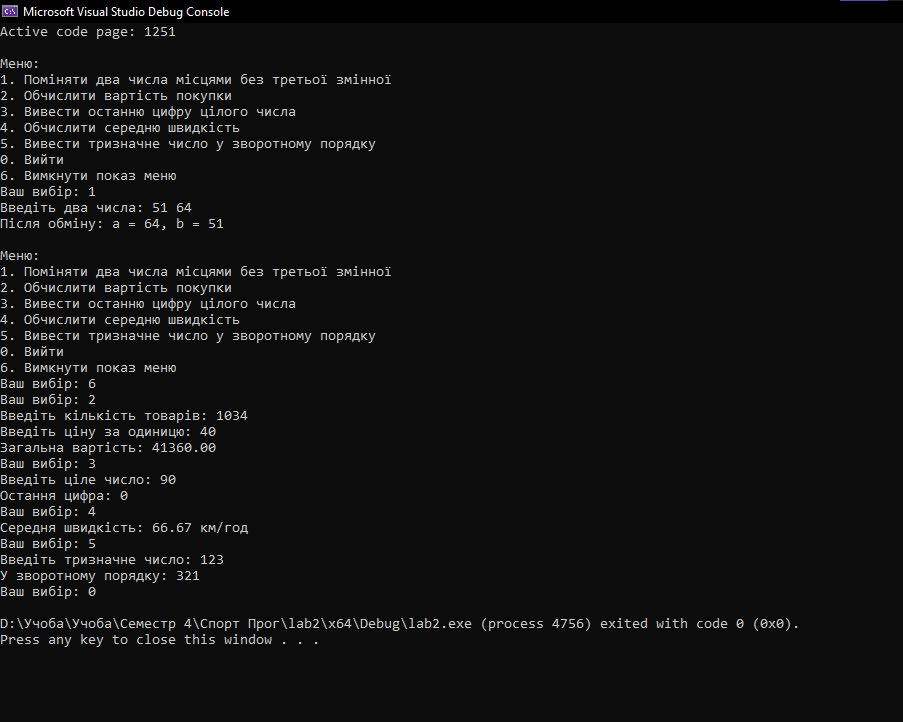 Microsoft Visual Studio Debug Console
Active code page: 1251
Меню:
1. Поміняти два числа місцями без третьої змінної
2. Обчислити вартість покупки
3. Вивести останню цифру цілого числа
4. Обчислити середню швидкість
5. Вивести тризначне число у зворотному порядку
0. Вийти
6. Вимкнути показ меню
Ваш вибір: 1
Введіть два числа: 51 64
Після обміну: a = 64, b = 51
Меню:
1. Поміняти два числа місцями без третьої змінної
2. Обчислити вартість покупки
3. Вивести останню цифру цілого числа
4. Обчислити середню швидкість
5. Вивести тризначне число у зворотному порядку
0. Вийти
6. Вимкнути показ меню
Ваш вибір: 6
Ваш вибір: 2
Введіть кількість товарів: 1034
Введіть ціну за одиницю: 40
Загальна вартість: 41360.00
Ваш вибір: 3
Введіть ціле число: 90
Остання цифра: 0
Ваш вибір: 4
Середня швидкість: 66.67 км/год
Ваш вибір: 5
Введіть тризначне число: 123
У зворотному порядку: 321
Ваш вибір: 0
D:\Учоба\Учоба\Семестр 4\Спорт Прог\lab2\x64\Debug\lab2.exe (process 4756) exited with code 0 (0x0).
Press any key to close this window . . .